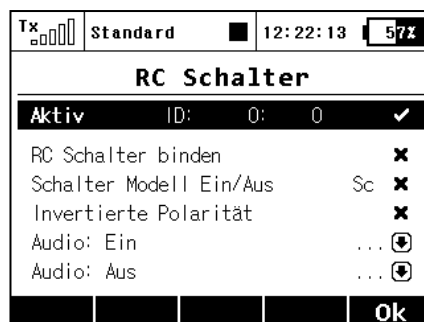 Tx Standard 12:22:13 57%
RC Schalter
Aktiv ID: 0: 0
RC Schalter binden
Schalter Modell Ein/Aus Sc
Invertierte Polarität
Audio: Ein ...
Audio: Aus ...
Ok